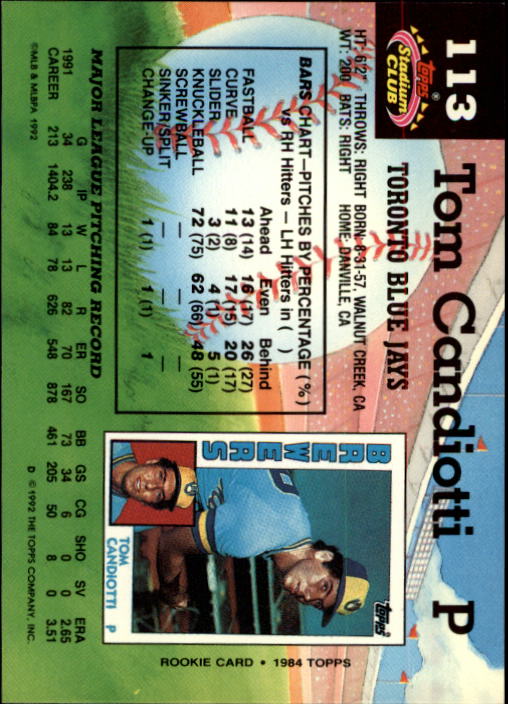 113
Topps
Stadium
CLUB
Tom Candiotti P
TORONTO BLUE JAYS
HT: 6'2" THROWS: RIGHT BORN: 8-31-57, WALNUT CREEK, CA
WT: 200 BATS: RIGHT HOME: DANVILLE, CA
BARS CHART—PITCHES BY PERCENTAGE (%)
vs RH Hitters — LH Hitters in ( )
Ahead Even Behind
FASTBALL 13 (14) 16 (17) 26 (27)
CURVE 11 (8) 17 (15) 20 (17)
SLIDER 3 (2) 4 (1) 5 (1)
KNUCKLEBALL 72 (75) 62 (66) 48 (55)
SCREWBALL — — —
SINKER/SPLIT — — —
CHANGE-UP 1 (1) 1 (1) 1
BREWERS
Topps
TOM
CANDIOTTI P
ROOKIE CARD • 1984 TOPPS
MAJOR LEAGUE PITCHING RECORD
G IP W L R ER SO BB GS CG SHO SV ERA
1991 34 238 13 13 82 70 167 73 34 6 0 0 2.65
CAREER 213 1404.2 84 78 626 548 878 461 205 50 8 0 3.51
©MLB & MLBPA 1992
D ©1992 THE TOPPS COMPANY, INC.